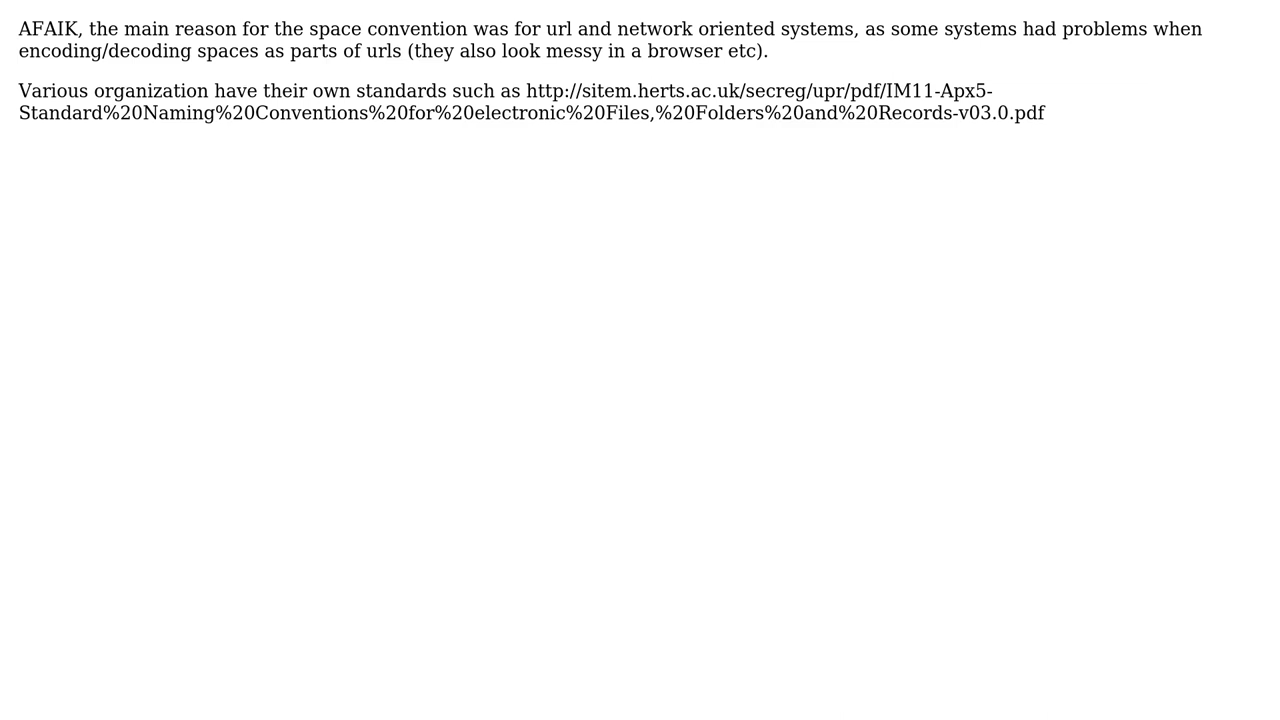 AFAIK, the main reason for the space convention was for url and network oriented systems, as some systems had problems when
encoding/decoding spaces as parts of urls (they also look messy in a browser etc).
Various organization have their own standards such as http://sitem.herts.ac.uk/secreg/upr/pdf/IM11-Apx5-
Standard%20Naming%20Conventions%20for%20electronic%20Files,%20Folders%20and%20Records-v03.0.pdf